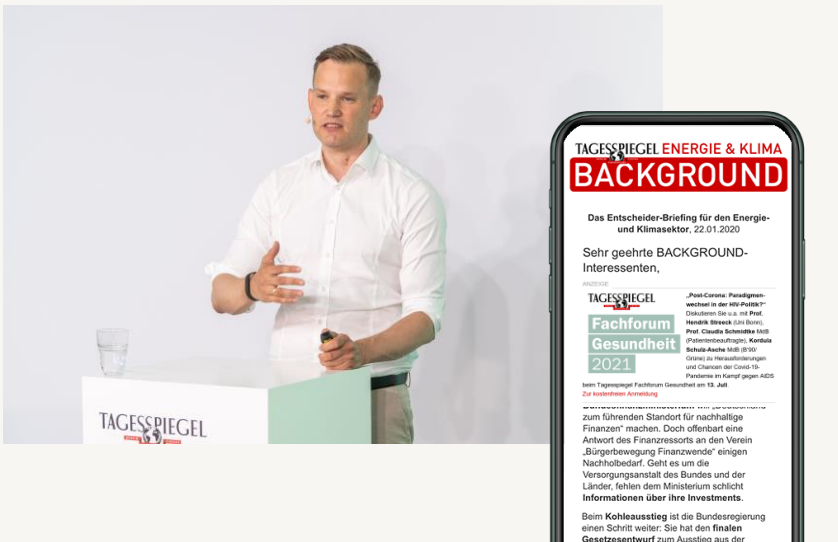 TAGESSPIEGEL
TAGESSPIEGEL ENERGIE & KLIMA
BACKGROUND
Das Entscheider-Briefing für den Energie-
und Klimasektor, 22.01.2020
Sehr geehrte BACKGROUND-
Interessenten,
ANZEIGE
TAGESSPIEGEL
Fachforum
Gesundheit
2021
„Post-Corona: Paradigmen-
wechsel in der HIV-Politik?“
Diskutieren Sie u.a. mit Prof.
Hendrik Streeck (Uni Bonn),
Prof. Claudia Schmidtke MdB
(Patientenbeauftragte), Kordula
Schulz-Asche MdB (B'90/
Grüne) zu Herausforderungen
und Chancen der Covid-19-
Pandemie im Kampf gegen AIDS
beim Tagesspiegel Fachforum Gesundheit am 13. Juli.
Zur kostenfreien Anmeldung
Bundesfinanzministerium will „Deutschland
zum führenden Standort für nachhaltige
Finanzen“ machen. Doch offenbart eine
Antwort des Finanzressorts an den Verein
„Bürgerbewegung Finanzwende“ einigen
Nachholbedarf. Geht es um die
Versorgungsanstalt des Bundes und der
Länder, fehlen dem Ministerium schlicht
Informationen über ihre Investments.
Beim Kohleausstieg ist die Bundesregierung
einen Schritt weiter: Sie hat den finalen
Gesetzesentwurf zum Ausstieg aus der